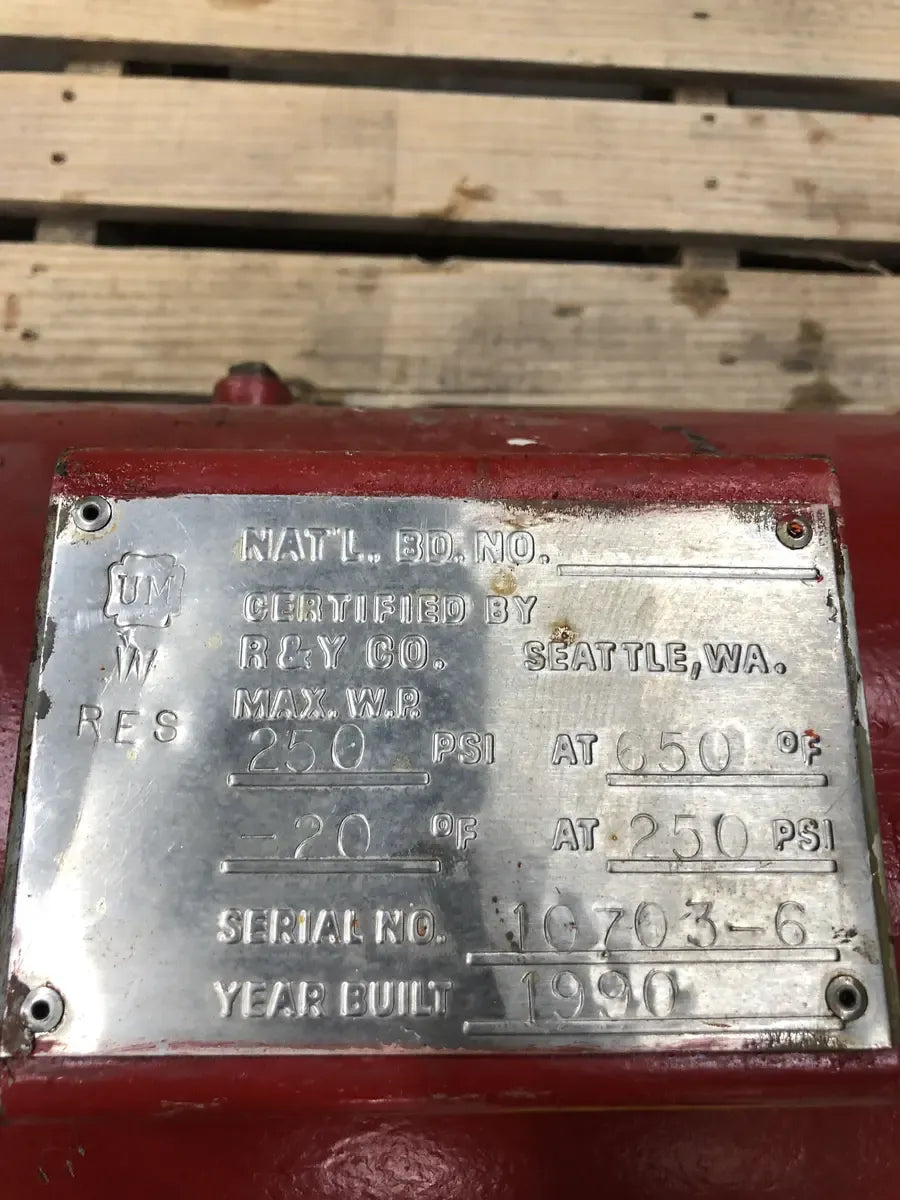 NAT'L. BD. NO.
UM
CERTIFIED BY
W
R & Y CO. SEATTLE, WA.
RES
MAX. W.P.
250 PSI AT 650 °F
-20 °F AT 250 PSI
SERIAL NO. 10703-6
YEAR BUILT 1990